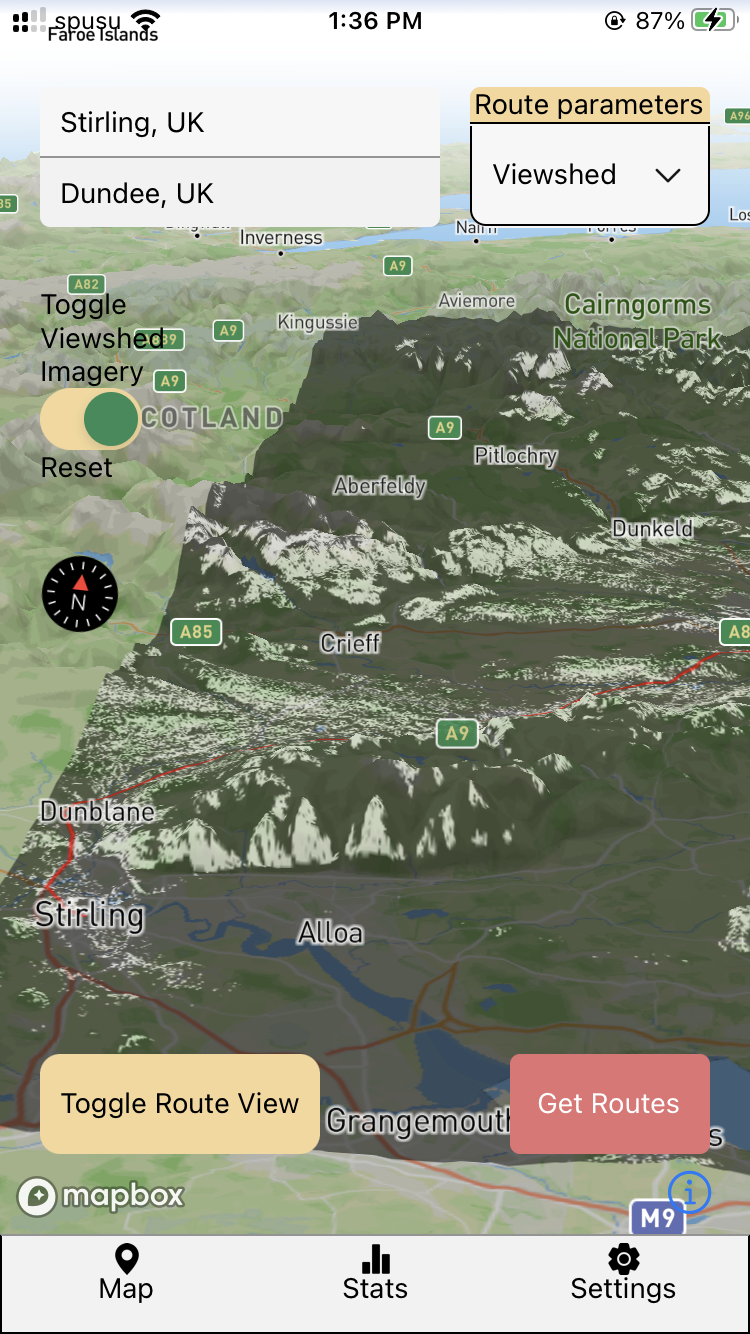 spusu
1:36 PM
87%
Faroe Islands
Stirling, UK
Dundee, UK
Route parameters
Viewshed
A96
Inverness
Nairn
Forres
A9
A82
Toggle
Viewshed
Imagery
A9
A9
Kingussie
Aviemore
Cairngorms
National Park
COTLAND
Reset
A9
Pitlochry
Aberfeldy
Dunkeld
N
A85
Crieff
A8
A9
Dunblane
Stirling
Alloa
Toggle Route View
Grangemouth
Get Routes
mapbox
i
M9
Map
Stats
Settings